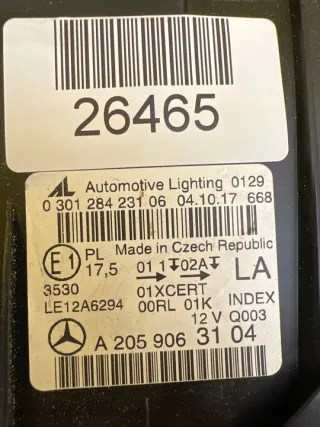 26465
AL Automotive Lighting 0129
0 301 284 231 06 04.10.17 668
E1 PL Made in Czech Republic
17,5 01 1 02A LA
3530 01XCERT
LE12A6294 00RL 01K INDEX
12 V Q003
A 205 906 31 04